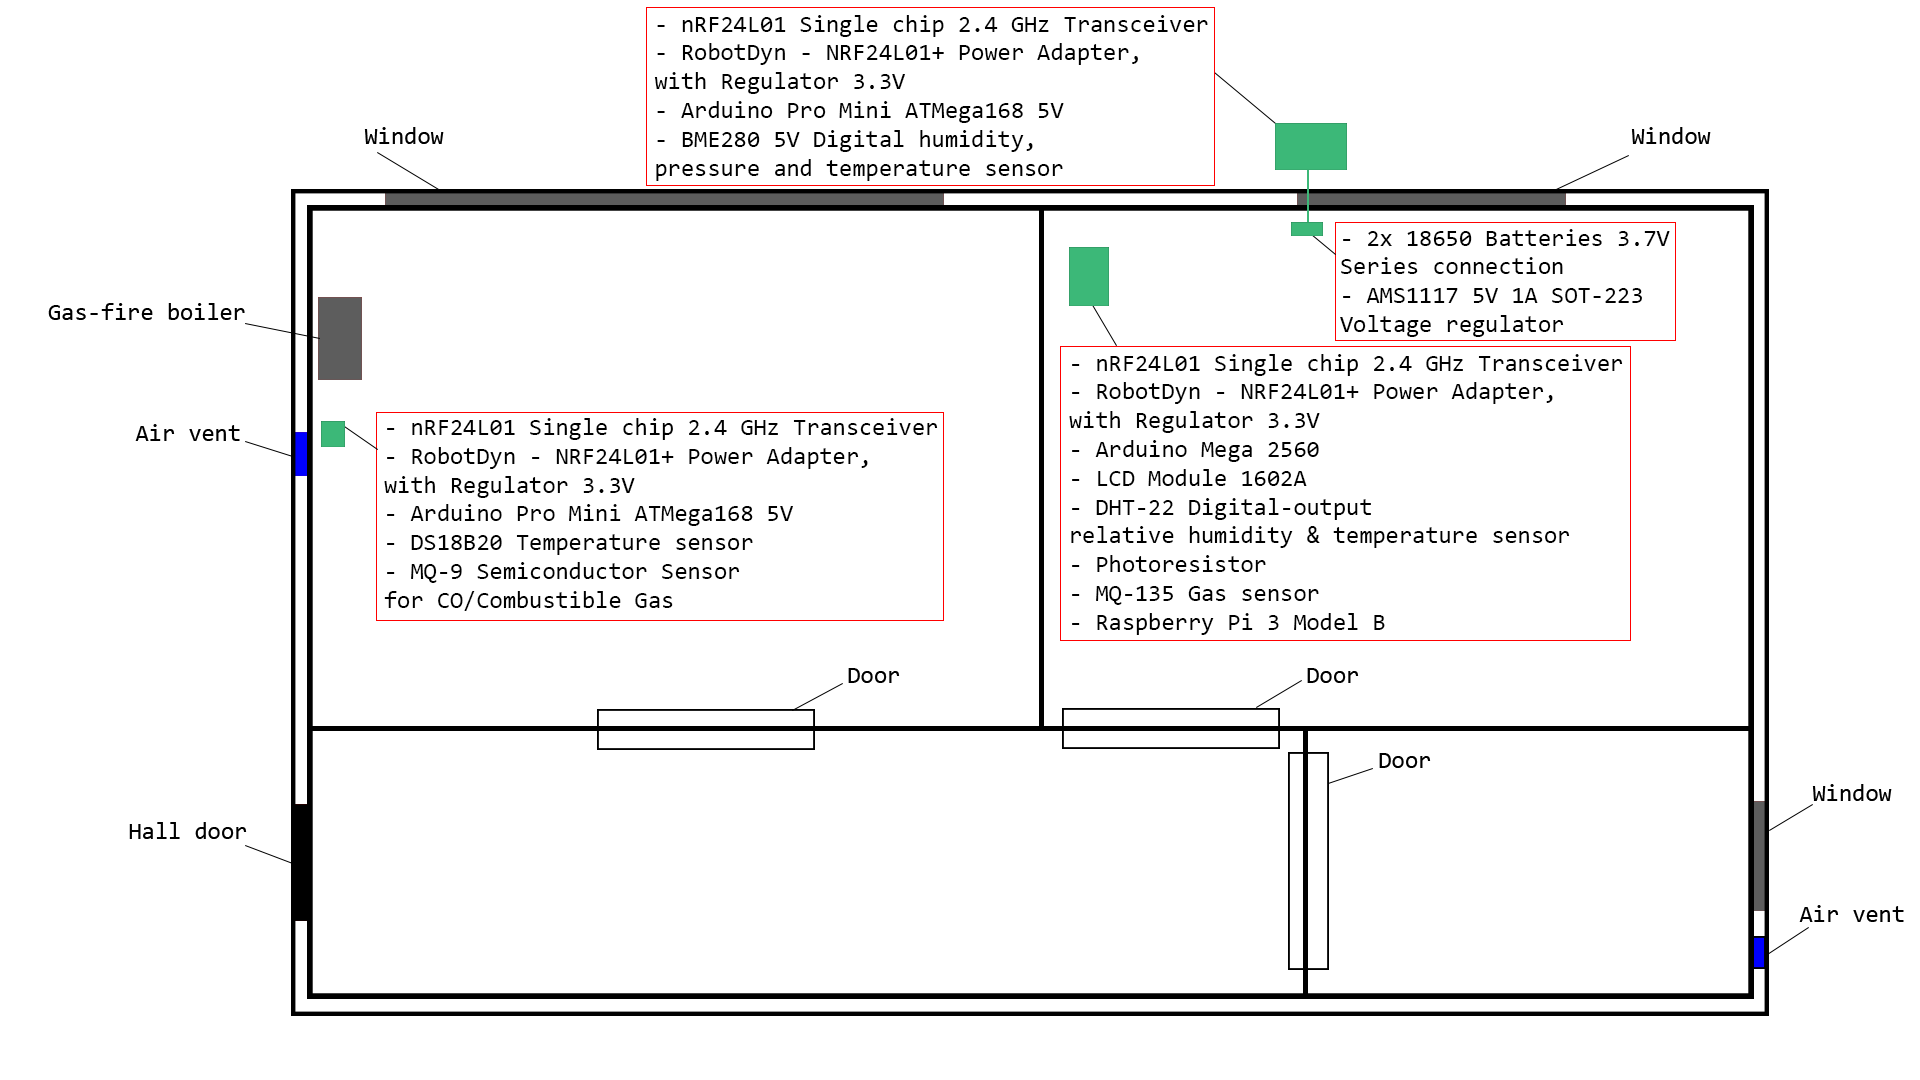 - nRF24L01 Single chip 2.4 GHz Transceiver
- RobotDyn - NRF24L01+ Power Adapter,
with Regulator 3.3V
- Arduino Pro Mini ATMega168 5V
- BME280 5V Digital humidity,
pressure and temperature sensor
Window
Window
- 2x 18650 Batteries 3.7V
Series connection
- AMS1117 5V 1A SOT-223
Voltage regulator
Gas-fire boiler
Air vent
- nRF24L01 Single chip 2.4 GHz Transceiver
- RobotDyn - NRF24L01+ Power Adapter,
with Regulator 3.3V
- Arduino Pro Mini ATMega168 5V
- DS18B20 Temperature sensor
- MQ-9 Semiconductor Sensor
for CO/Combustible Gas
- nRF24L01 Single chip 2.4 GHz Transceiver
- RobotDyn - NRF24L01+ Power Adapter,
with Regulator 3.3V
- Arduino Mega 2560
- LCD Module 1602A
- DHT-22 Digital-output
relative humidity & temperature sensor
- Photoresistor
- MQ-135 Gas sensor
- Raspberry Pi 3 Model B
Door
Door
Door
Window
Hall door
Air vent